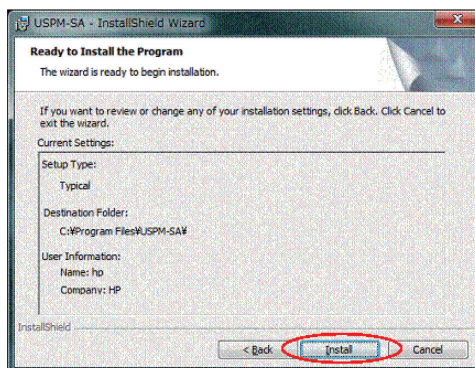 USPM-SA - InstallShield Wizard
Ready to Install the Program
The wizard is ready to begin installation.
If you want to review or change any of your installation settings, click Back. Click Cancel to
exit the wizard.
Current Settings:
Setup Type:
Typical
Destination Folder:
C:¥Program Files¥USPM-SA¥
User Information:
Name: hp
Company: HP
InstallShield
< Back
Install
Cancel